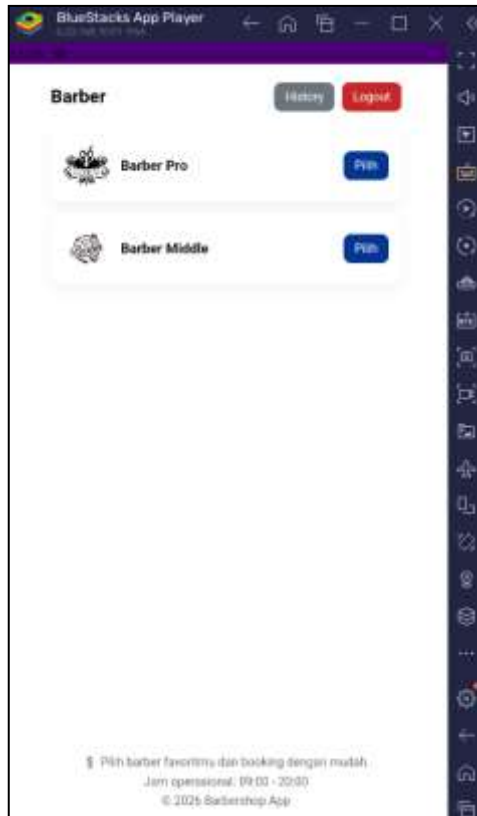 BlueStacks App Player
Barber
History
Logout
Barber Pro
Pilih
Barber Middle
Pilih
Pilih barber favoritmu dan booking dengan mudah.
Jam operasional: 09:00 - 20:00
© 2026 Barbershop App